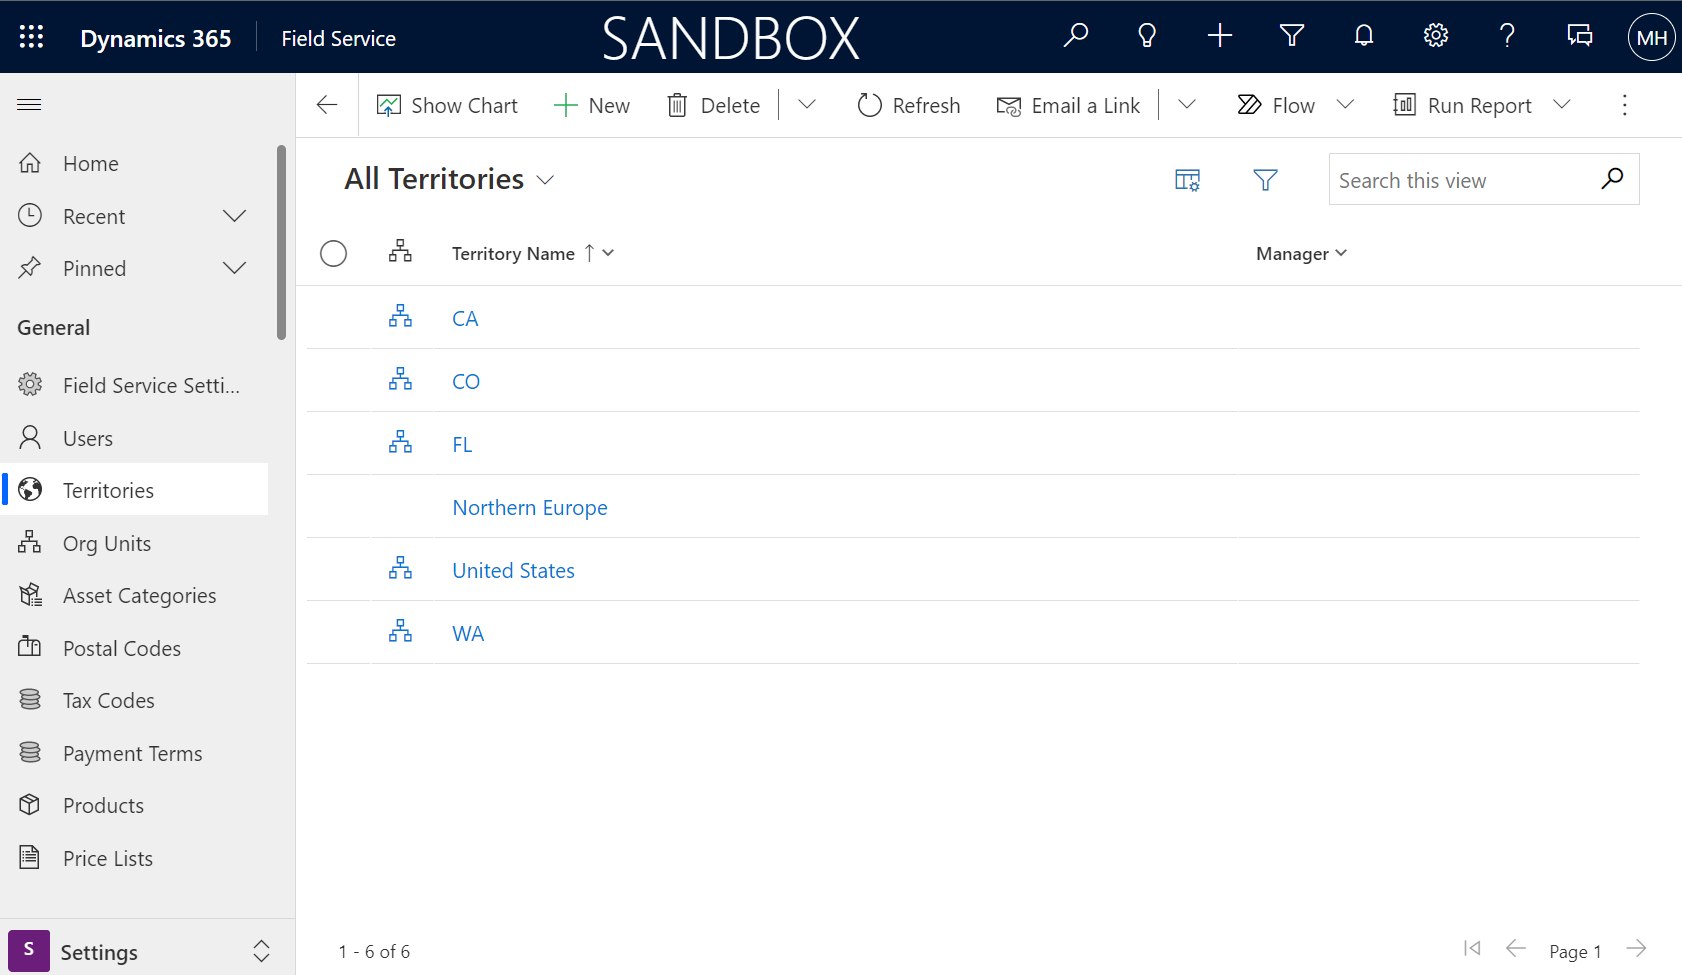 Dynamics 365
Field Service
SANDBOX
MH
Show Chart
New
Delete
Refresh
Email a Link
Flow
Run Report
Home
Recent
Pinned
General
Field Service Setti...
Users
Territories
Org Units
Asset Categories
Postal Codes
Tax Codes
Payment Terms
Products
Price Lists
S
Settings
All Territories
Search this view
Territory Name
Manager
CA
CO
FL
Northern Europe
United States
WA
1 - 6 of 6
Page 1